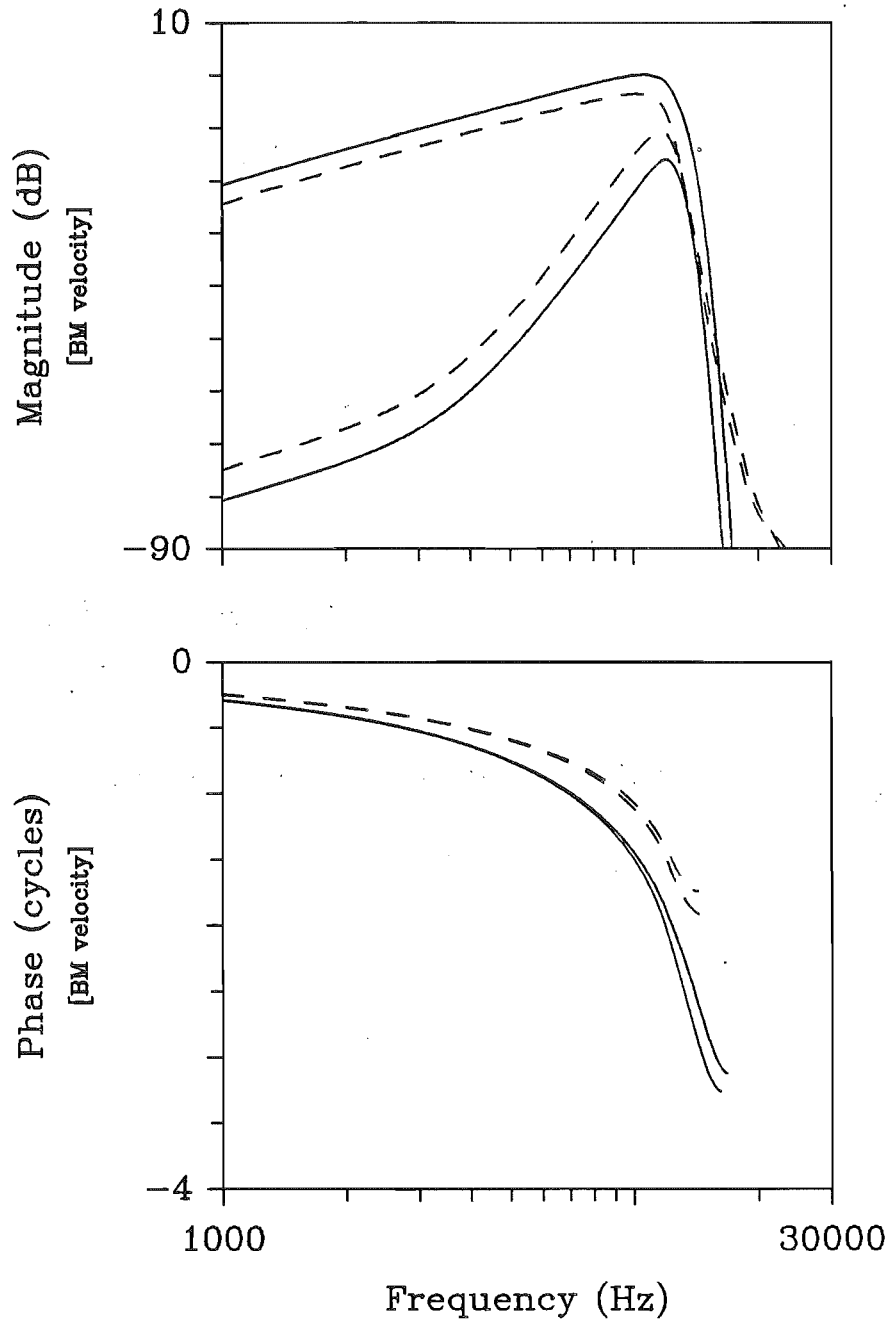 10
Magnitude (dB)
[BM velocity]
−90
0
Phase (cycles)
[BM velocity]
−4
1000
30000
Frequency (Hz)